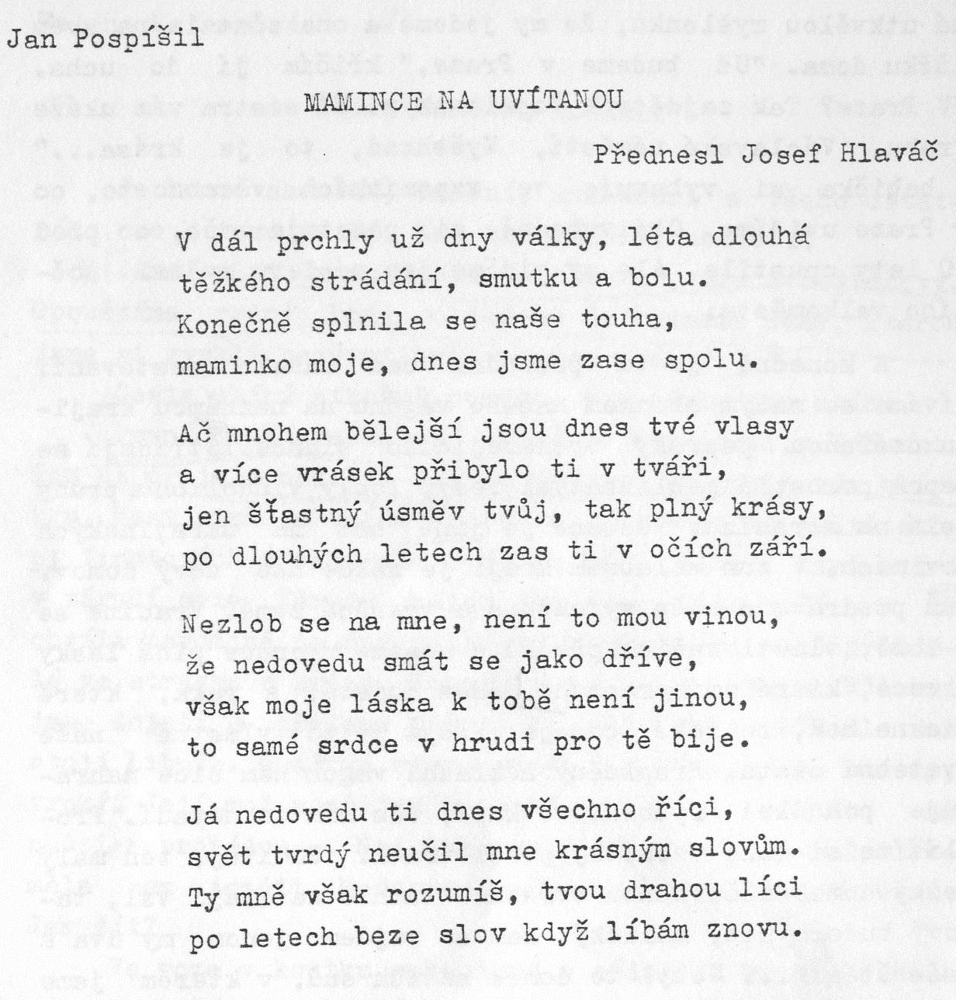 Jan Pospíšil
MAMINCE NA UVÍTANOU
Přednesl Josef Hlaváč
V dál prchly už dny války, léta dlouhá
těžkého strádání, smutku a bolu.
Konečně splnila se naše touha,
maminko moje, dnes jsme zase spolu.
Ač mnohem bělejší jsou dnes tvé vlasy
a více vrásek přibylo ti v tváři,
jen šťastný úsměv tvůj, tak plný krásy,
po dlouhých letech zas ti v očích září.
Nezlob se na mne, není to mou vinou,
že nedovedu smát se jako dříve,
však moje láska k tobě není jinou,
to samé srdce v hrudi pro tě bije.
Já nedovedu ti dnes všechno říci,
svět tvrdý neučil mne krásným slovům.
Ty mně však rozumíš, tvou drahou líci
po letech beze slov když líbám znovu.